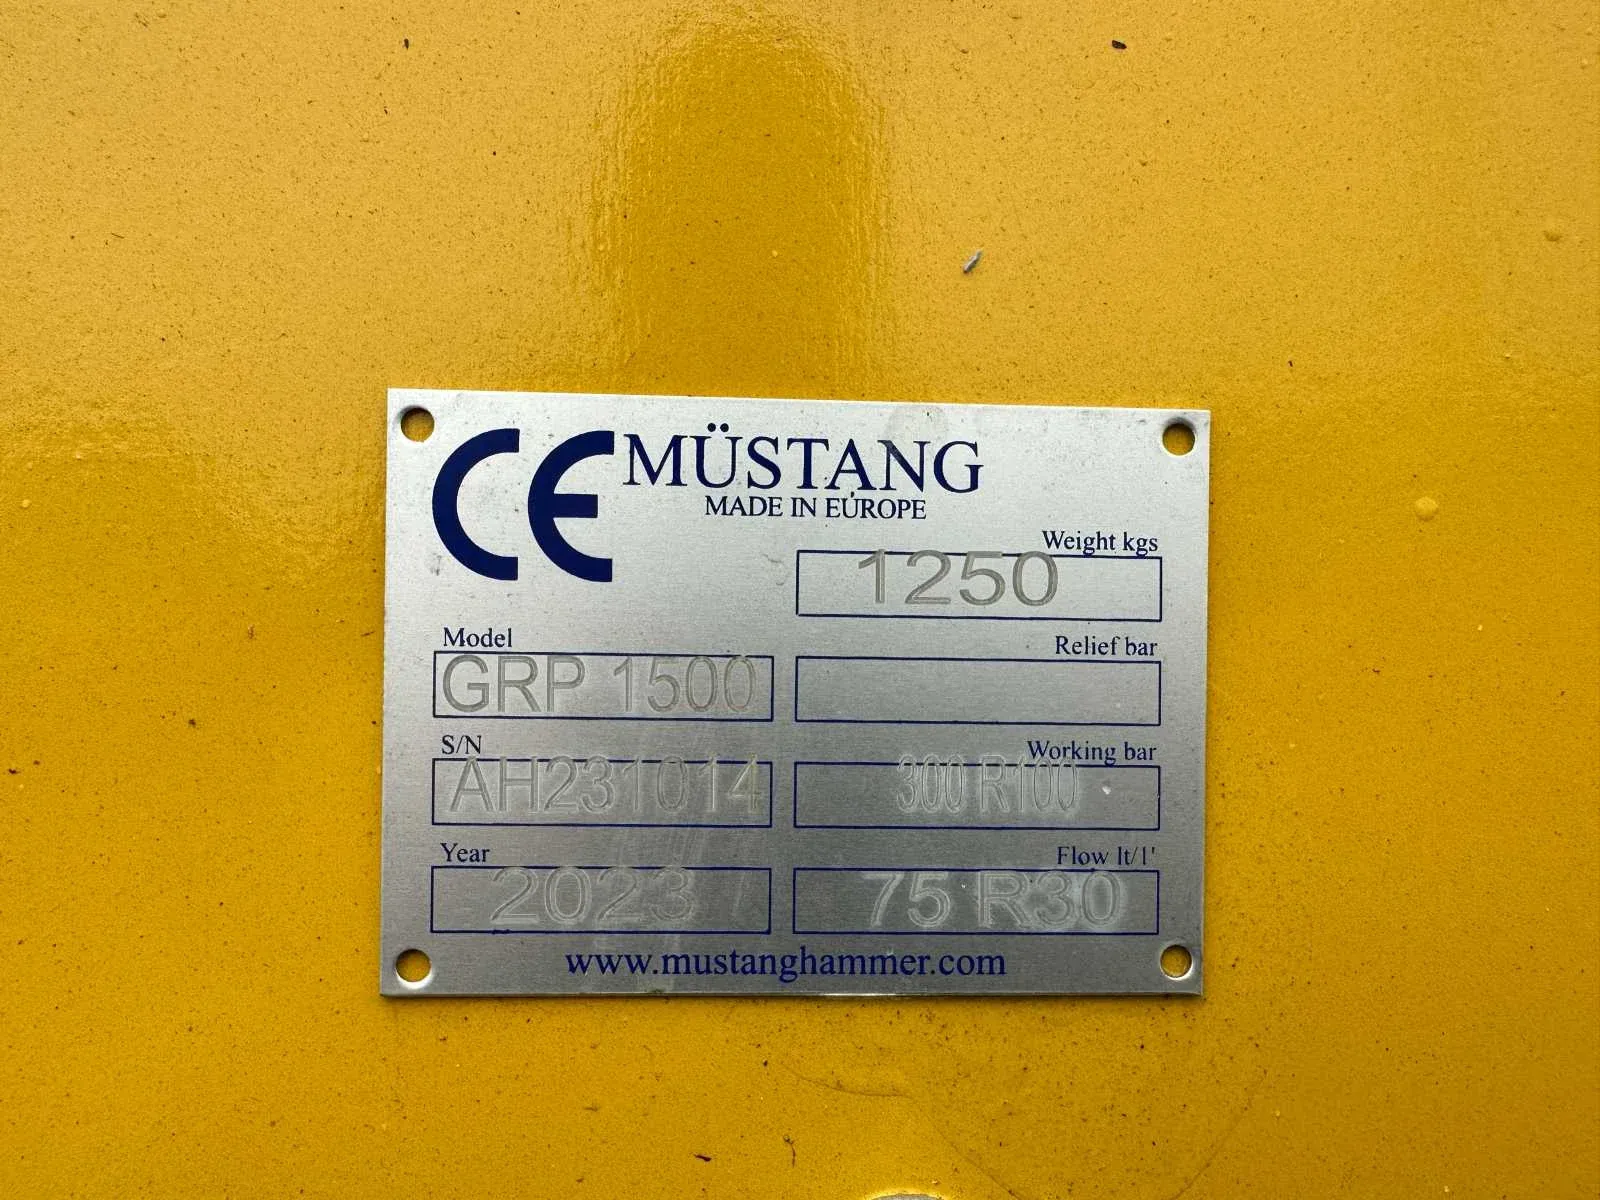 CE MÜSTANG
MADE IN EUROPE
Weight kgs
1250
Model
GRP 1500
Relief bar
S/N
AH231014
Working bar
300 R100
Year
2023
Flow lt/1'
75 R30
www.mustanghammer.com